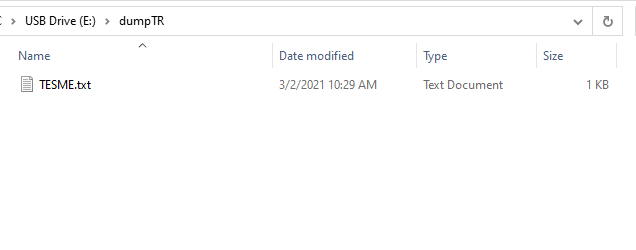 USB Drive (E:) > dumpTR
Name Date modified Type Size
TESME.txt 3/2/2021 10:29 AM Text Document 1 KB